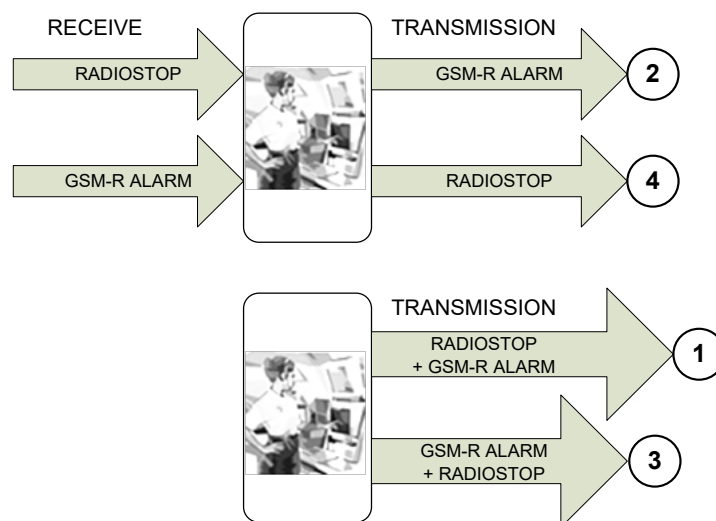 RECEIVE
TRANSMISSION
RADIOSTOP
GSM-R ALARM
2
GSM-R ALARM
RADIOSTOP
4
TRANSMISSION
RADIOSTOP
+ GSM-R ALARM
1
GSM-R ALARM
+ RADIOSTOP
3